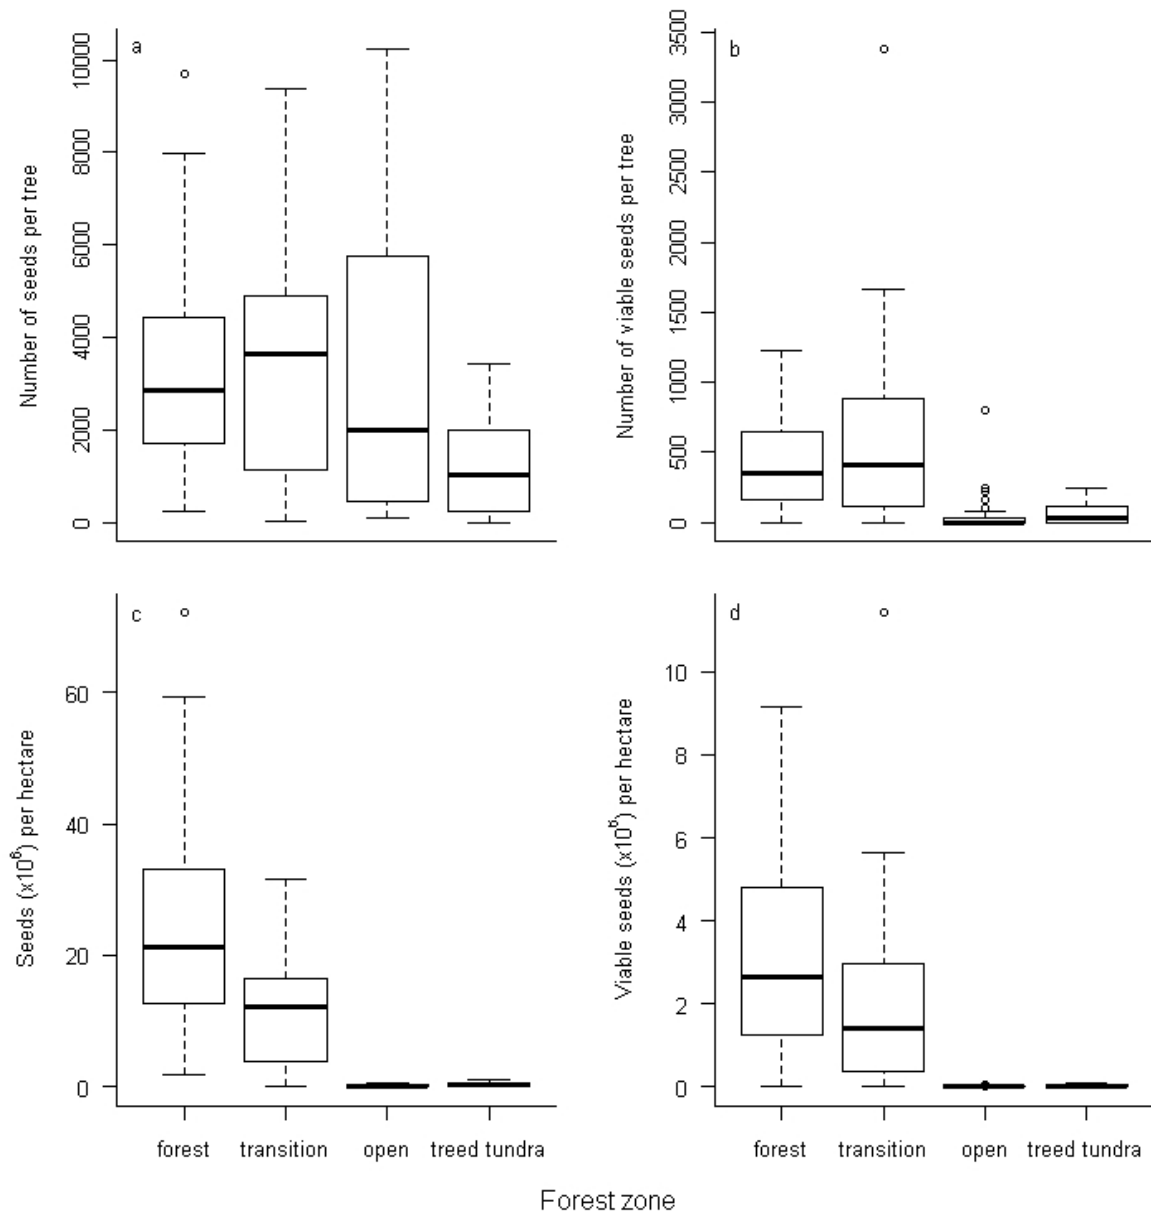 a
Number of seeds per tree
10000
8000
6000
4000
2000
0
b
Number of viable seeds per tree
3500
3000
2500
2000
1500
1000
500
0
c
Seeds (x10⁶) per hectare
60
40
20
0
forest transition open treed tundra
d
Viable seeds (x10⁶) per hectare
10
8
6
4
2
0
forest transition open treed tundra
Forest zone